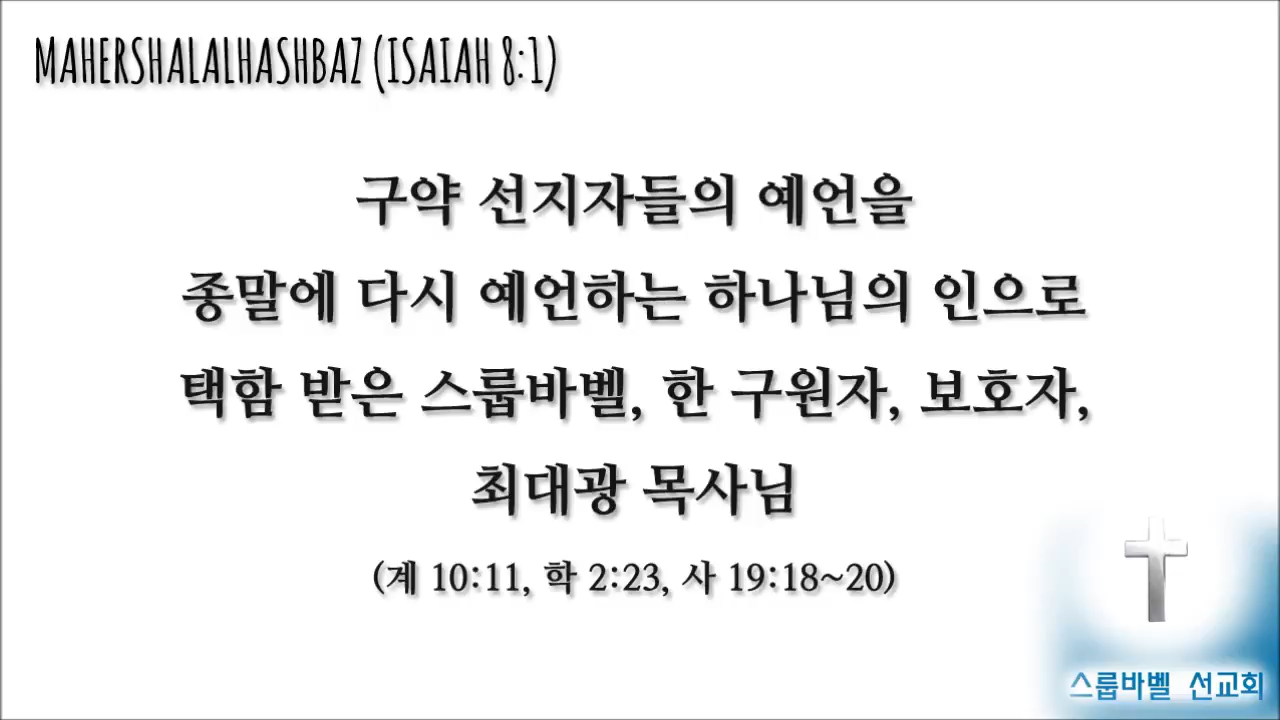 MAHERSHALALHASHBAZ (ISAIAH 8:1)
구약 선지자들의 예언을
종말에 다시 예언하는 하나님의 인으로
택함 받은 스룹바벨, 한 구원자, 보호자,
최대광 목사님
(계 10:11, 학 2:23, 사 19:18~20)
스룹바벨 선교회